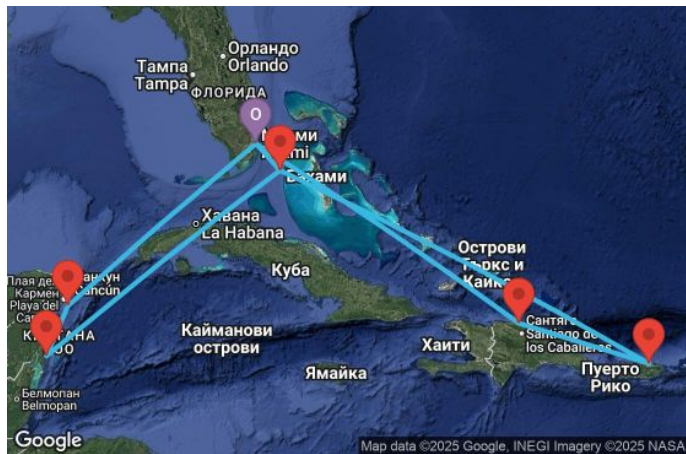 Орландо
Orlando
Тампа
Tampa
ФЛОРИДА
O
Miami
Бахами
Хавана
La Habana
Куба
Острови
Търкс и
Кайкос
Плая дел
Кармен
Playa del
Cancún
Кайманови
острови
Хаити
Сантяго
Santiago de
los Caballeros
Ямайка
Пуерто
Рико
Белмопан
Belmopan
Google
Map data ©2025 Google, INEGI Imagery ©2025 NASA